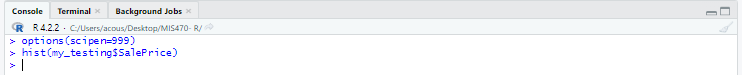 Console Terminal × Background Jobs ×
R 4.2.2 · C:/Users/acous/Desktop/MIS470- R/
> options(scipen=999)
> hist(my_testing$SalePrice)
>